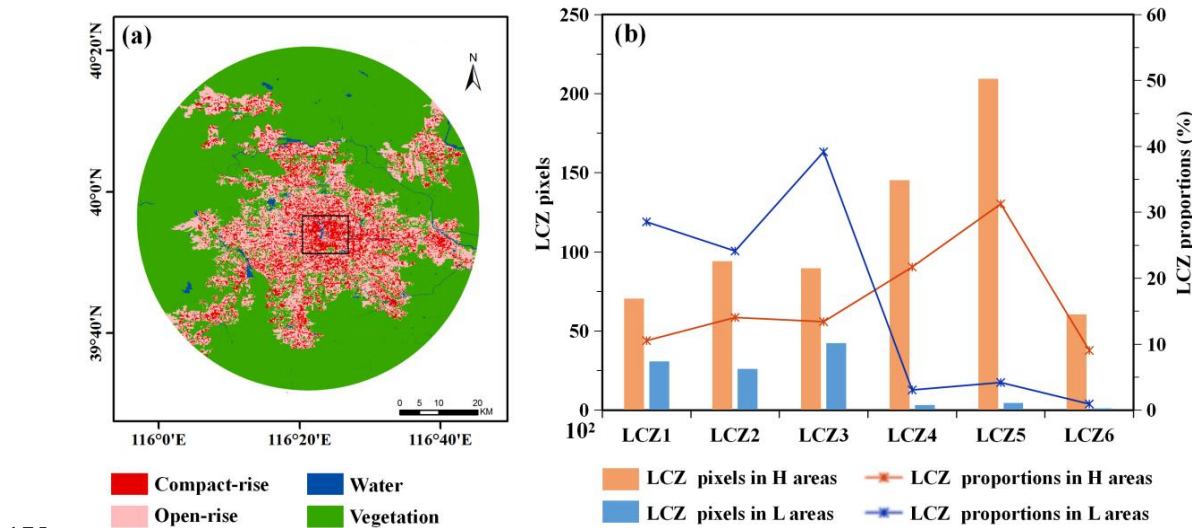 (a)
N
40°20'N
40°0'N
39°40'N
0 5 10 20
KM
116°0'E 116°20'E 116°40'E
Compact-rise
Water
Open-rise
Vegetation
(b)
250
200
150
100
50
0
10²
LCZ pixels
60
50
40
30
20
10
0
LCZ proportions (%)
LCZ1 LCZ2 LCZ3 LCZ4 LCZ5 LCZ6
LCZ pixels in H areas
LCZ proportions in H areas
LCZ pixels in L areas
LCZ proportions in L areas